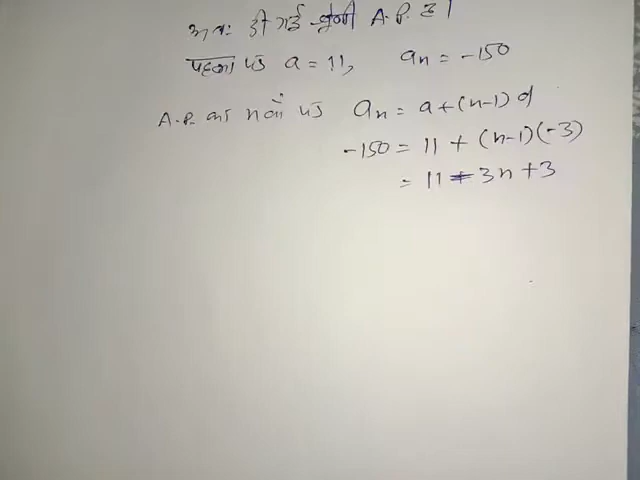 अतः दी गई श्रेणी A.P. है।
पहला पद a = 11, an = -150
A.P. का nवाँ पद an = a + (n-1) d
-150 = 11 + (n-1)(-3)
= 11 - 3n + 3